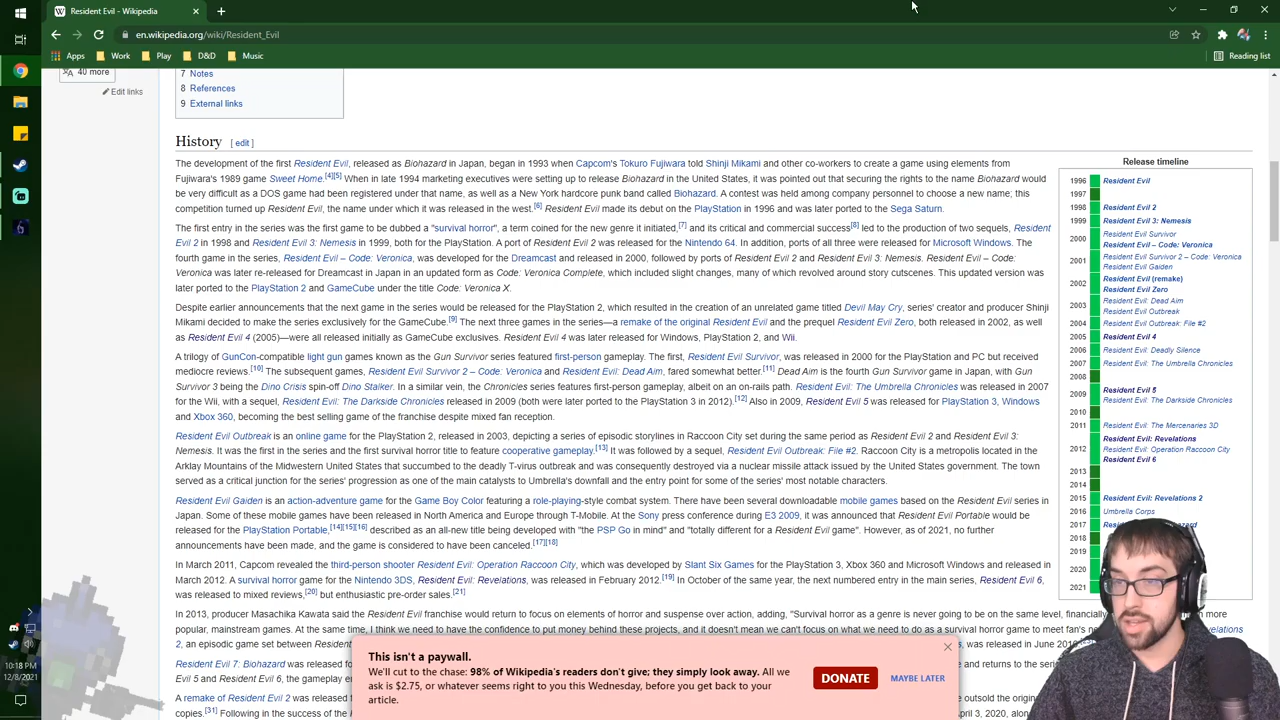 Resident Evil - Wikipedia
en.wikipedia.org/wiki/Resident_Evil
Apps Work Play D&D Music Reading list
40 more
Edit links
7 Notes
8 References
9 External links
History [ edit ]
The development of the first Resident Evil, released as Biohazard in Japan, began in 1993 when Capcom's Tokuro Fujiwara told Shinji Mikami and other co-workers to create a game using elements from
Fujiwara's 1989 game Sweet Home.[4][5] When in late 1994 marketing executives were setting up to release Biohazard in the United States, it was pointed out that securing the rights to the name Biohazard would
be very difficult as a DOS game had been registered under that name, as well as a New York hardcore punk band called Biohazard. A contest was held among company personnel to choose a new name; this
competition turned up Resident Evil, the name under which it was released in the west.[6] Resident Evil made its debut on the PlayStation in 1996 and was later ported to the Sega Saturn.
The first entry in the series was the first game to be dubbed a "survival horror", a term coined for the new genre it initiated,[7] and its critical and commercial success[8] led to the production of two sequels, Resident
Evil 2 in 1998 and Resident Evil 3: Nemesis in 1999, both for the PlayStation. A port of Resident Evil 2 was released for the Nintendo 64. In addition, ports of all three were released for Microsoft Windows. The
fourth game in the series, Resident Evil – Code: Veronica, was developed for the Dreamcast and released in 2000, followed by ports of Resident Evil 2 and Resident Evil 3: Nemesis. Resident Evil – Code:
Veronica was later re-released for Dreamcast in Japan in an updated form as Code: Veronica Complete, which included slight changes, many of which revolved around story cutscenes. This updated version was
later ported to PlayStation 2 and GameCube under the title Code: Veronica X.
Despite earlier announcements that the next game in the series would be released for the PlayStation 2, which resulted in the creation of an unrelated game titled Devil May Cry, series' creator and producer Shinji
Mikami decided to make the series exclusively for the GameCube.[9] The next three games in the series—a remake of the original Resident Evil and the prequel Resident Evil Zero, both released in 2002, as well
as Resident Evil 4 (2005)—were all released initially as GameCube exclusives. Resident Evil 4 was later released for Windows, PlayStation 2, and Wii.
A trilogy of GunCon-compatible light gun games known as the Gun Survivor series featured first-person gameplay. The first, Resident Evil Survivor, was released in 2000 for the PlayStation and PC but received
mediocre reviews.[10] The subsequent games, Resident Evil Survivor 2 – Code: Veronica and Resident Evil: Dead Aim, fared somewhat better.[11] Dead Aim is the fourth Gun Survivor game in Japan, with Gun
Survivor 3 being the Dino Crisis spin-off Dino Stalker. In a similar vein, the Chronicles series features first-person gameplay, albeit on an on-rails path. Resident Evil: The Umbrella Chronicles was released in 2007
for the Wii, with a sequel, Resident Evil: The Darkside Chronicles released in 2009 (both were later ported to the PlayStation 3 in 2012).[12] Also in 2009, Resident Evil 5 was released for PlayStation 3, Windows
and Xbox 360, becoming the best selling game of the franchise despite mixed fan reception.
Resident Evil Outbreak is an online game for the PlayStation 2, released in 2003, depicting a series of episodic storylines in Raccoon City set during the same period as Resident Evil 2 and Resident Evil 3:
Nemesis. It was the first in the series and the first survival horror title to feature cooperative gameplay.[13] It was followed by a sequel, Resident Evil Outbreak: File #2. Raccoon City is a metropolis located in the
Arklay Mountains of the Midwestern United States that succumbed to the deadly T-virus outbreak and was consequently destroyed via a nuclear missile attack issued by the United States government. The town
served as a critical junction for the series' progression as one of the main catalysts to Umbrella's downfall and the entry point for some of the series' most notable characters.
Resident Evil Gaiden is an action-adventure game for the Game Boy Color featuring a role-playing-style combat system. There have been several downloadable mobile games based on the Resident Evil series in
Japan. Some of these mobile games have been released in North America and Europe through T-Mobile. At the Sony press conference during E3 2009, it was announced that Resident Evil Portable would be
released for the PlayStation Portable,[14][15][16] described as an all-new title being developed with "the PSP Go in mind" and "totally different for a Resident Evil game". However, as of 2021, no further
announcements have been made, and the game is considered to have been canceled.[17][18]
In March 2011, Capcom revealed the third-person shooter Resident Evil: Operation Raccoon City, which was developed by Slant Six Games for the PlayStation 3, Xbox 360 and Microsoft Windows and released in
March 2012. A survival horror game for the Nintendo 3DS, Resident Evil: Revelations, was released in February 2012.[19] In October of the same year, the next numbered entry in the main series, Resident Evil 6,
was released to mixed reviews,[20] but enthusiastic pre-order sales.[21]
In 2013, producer Masachika Kawata said the Resident Evil franchise would return to focus on elements of horror and suspense over action, adding, "Survival horror as a genre is never going to be on the same level, financially
popular, mainstream games. At the same time, I think we need to have the confidence to put money behind these projects, and it doesn't mean we can't focus on what we need to do as a survival horror game to meet fan's
2, an episodic game set between Resident
Resident Evil 7: Biohazard was released fo
Evil 5 and Resident Evil 6, the gameplay
A remake of Resident Evil 2 was released
copies.[31] Following in the success of the
Release timeline
1996 Resident Evil
1997
1998 Resident Evil 2
1999 Resident Evil 3: Nemesis
2000 Resident Evil Survivor
Resident Evil – Code: Veronica
2001 Resident Evil Survivor 2 – Code: Veronica
Resident Evil Gaiden
2002 Resident Evil (remake)
Resident Evil Zero
2003 Resident Evil: Dead Aim
Resident Evil Outbreak
2004 Resident Evil Outbreak: File #2
2005 Resident Evil 4
2006 Resident Evil: Deadly Silence
2007 Resident Evil: The Umbrella Chronicles
2008
2009 Resident Evil 5
Resident Evil: The Darkside Chronicles
2010
2011 Resident Evil: The Mercenaries 3D
2012 Resident Evil: Revelations
Resident Evil: Operation Raccoon City
Resident Evil 6
2013
2014
2015 Resident Evil: Revelations 2
2016 Umbrella Corps
2017
2018
2019
2020
2021
This isn't a paywall.
We'll cut to the chase: 98% of Wikipedia's readers don't give; they simply look away. All we
ask is $2.75, or whatever seems right to you this Wednesday, before you get back to your
article.
DONATE MAYBE LATER
10:18 PM
12/8/2021